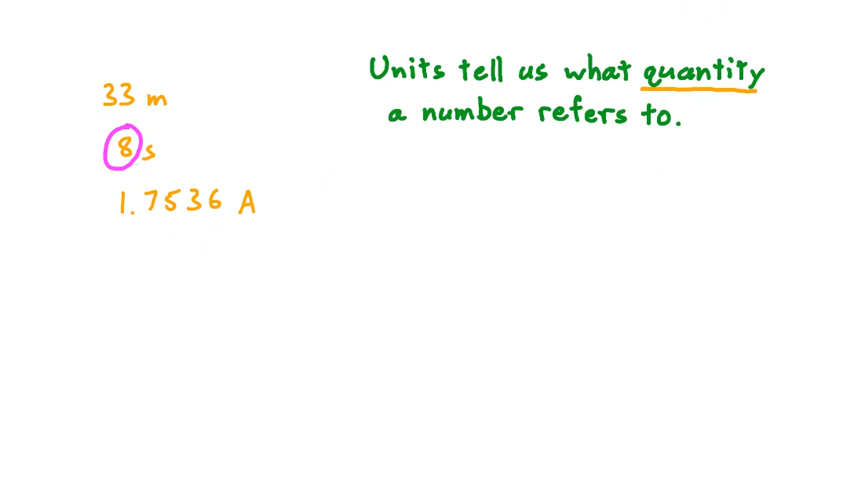 33 m
8 s
1.7536 A
Units tell us what quantity
a number refers to.